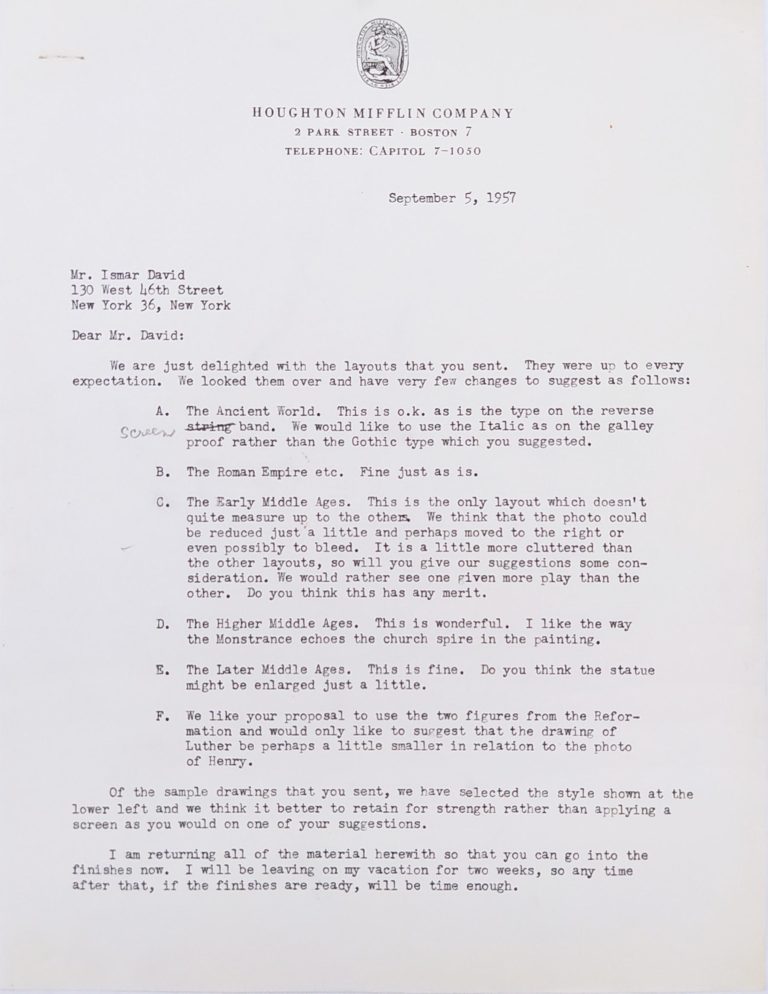 HOUGHTON MIFFLIN COMPANY
2 PARK STREET · BOSTON 7
TELEPHONE: CAPITOL 7-1050
September 5, 1957
Mr. Ismar David
130 West 46th Street
New York 36, New York
Dear Mr. David:
We are just delighted with the layouts that you sent. They were up to every
expectation. We looked them over and have very few changes to suggest as follows:
A. The Ancient World. This is o.k. as is the type on the reverse
Screen string band. We would like to use the Italic as on the galley
proof rather than the Gothic type which you suggested.
B. The Roman Empire etc. Fine just as is.
C. The Early Middle Ages. This is the only layout which doesn't
quite measure up to the others. We think that the photo could
be reduced just a little and perhaps moved to the right or
even possibly to bleed. It is a little more cluttered than
the other layouts, so will you give our suggestions some con-
sideration. We would rather see one given more play than the
other. Do you think this has any merit.
D. The Higher Middle Ages. This is wonderful. I like the way
the Monstrance echoes the church spire in the painting.
E. The Later Middle Ages. This is fine. Do you think the statue
might be enlarged just a little.
F. We like your proposal to use the two figures from the Refor-
mation and would only like to suggest that the drawing of
Luther be perhaps a little smaller in relation to the photo
of Henry.
Of the sample drawings that you sent, we have selected the style shown at the
lower left and we think it better to retain for strength rather than applying a
screen as you would on one of your suggestions.
I am returning all of the material herewith so that you can go into the
finishes now. I will be leaving on my vacation for two weeks, so any time
after that, if the finishes are ready, will be time enough.